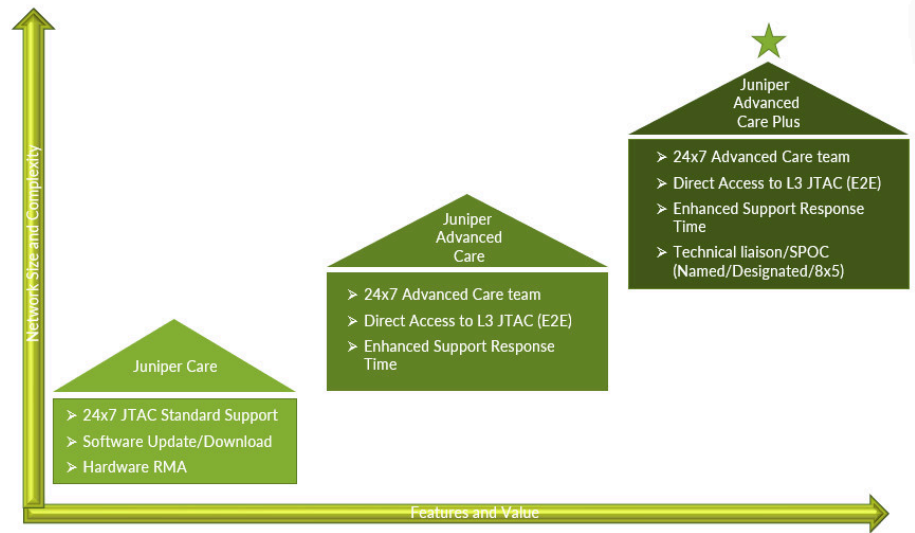 Network Size and Complexity
Juniper Care
➢ 24x7 JTAC Standard Support
➢ Software Update/Download
➢ Hardware RMA
Juniper
Advanced
Care
➢ 24x7 Advanced Care team
➢ Direct Access to L3 JTAC (E2E)
➢ Enhanced Support Response
Time
Juniper
Advanced
Care Plus
➢ 24x7 Advanced Care team
➢ Direct Access to L3 JTAC (E2E)
➢ Enhanced Support Response
Time
➢ Technical liaison/SPOC
(Named/Designated/8x5)
Features and Value